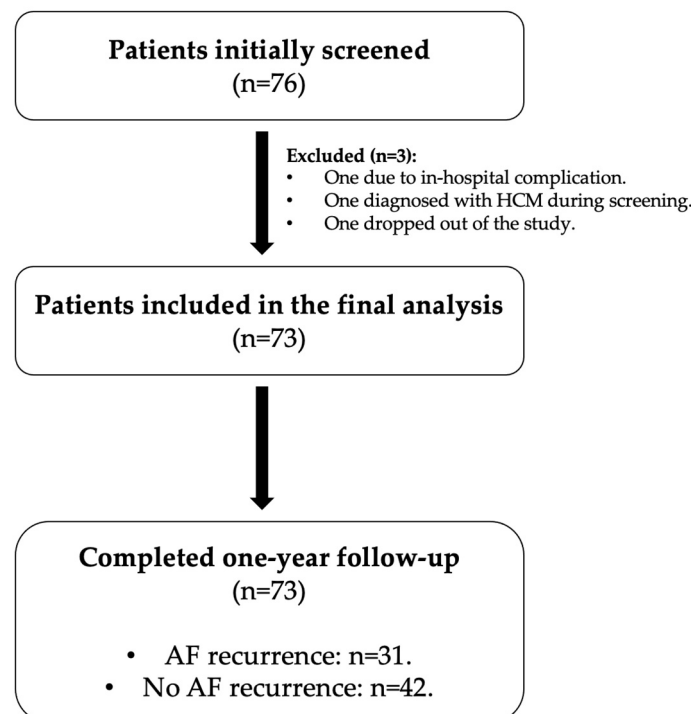 Patients initially screened
(n=76)
Excluded (n=3):
• One due to in-hospital complication.
• One diagnosed with HCM during screening.
• One dropped out of the study.
Patients included in the final analysis
(n=73)
Completed one-year follow-up
(n=73)
• AF recurrence: n=31.
• No AF recurrence: n=42.